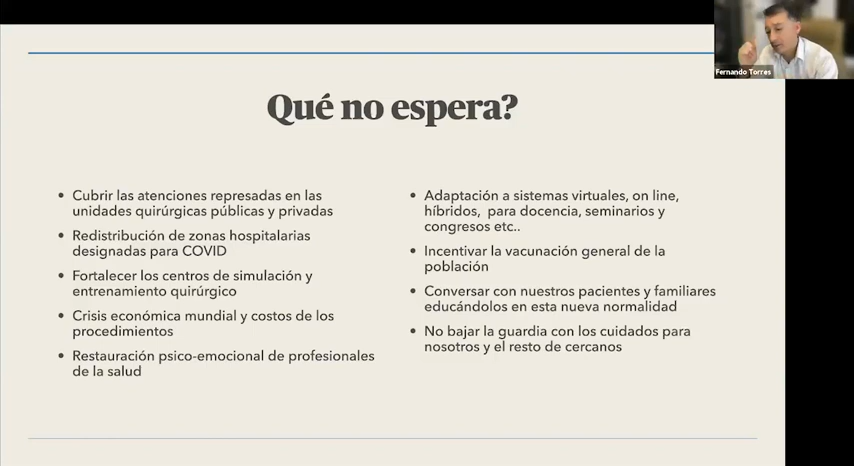 Fernando Torres
Qué no espera?
• Cubrir las atenciones represadas en las
unidades quirúrgicas públicas y privadas
• Redistribución de zonas hospitalarias
designadas para COVID
• Fortalecer los centros de simulación y
entrenamiento quirúrgico
• Crisis económica mundial y costos de los
procedimientos
• Restauración psico-emocional de profesionales
de la salud
• Adaptación a sistemas virtuales, on line,
híbridos, para docencia, seminarios y
congresos etc..
• Incentivar la vacunación general de la
población
• Conversar con nuestros pacientes y familiares
educándolos en esta nueva normalidad
• No bajar la guardia con los cuidados para
nosotros y el resto de cercanos